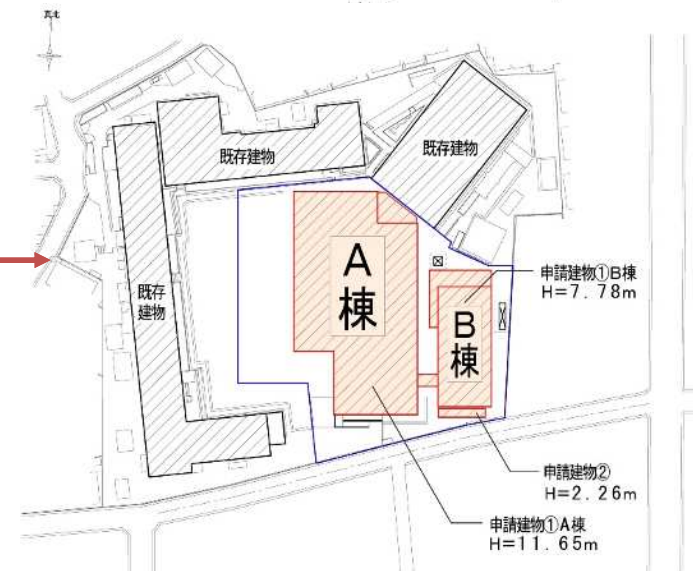 真北
既存建物
既存建物
既存
建物
A
棟
B
棟
申請建物①B棟
H=7.78m
申請建物②
H=2.26m
申請建物①A棟
H=11.65m